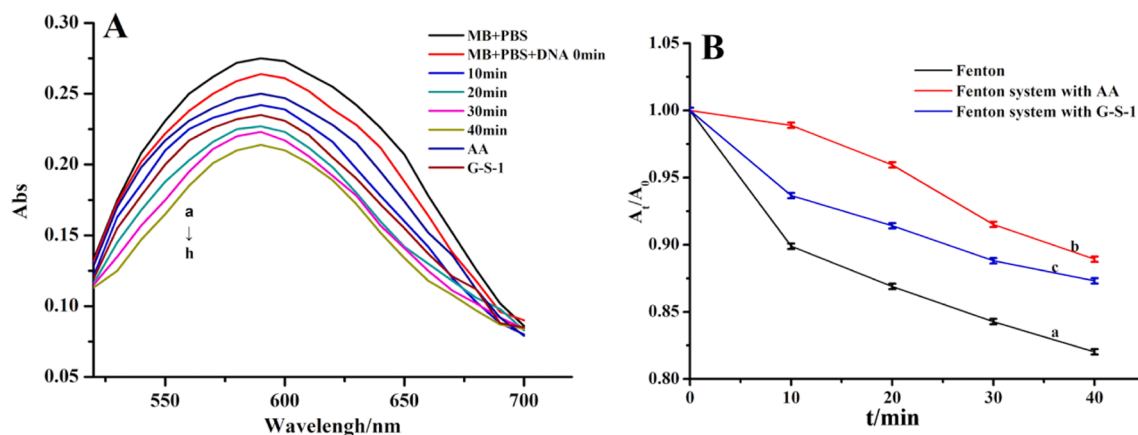 A
0.30
0.25
0.20
0.15
0.10
0.05
Abs
550
600
650
700
Wavelengh/nm
MB+PBS
MB+PBS+DNA 0min
10min
20min
30min
40min
AA
G-S-1
a
↓
h
B
1.05
1.00
0.95
0.90
0.85
0.80
At/A0
0
10
20
30
40
t/min
Fenton
Fenton system with AA
Fenton system with G-S-1
b
c
a